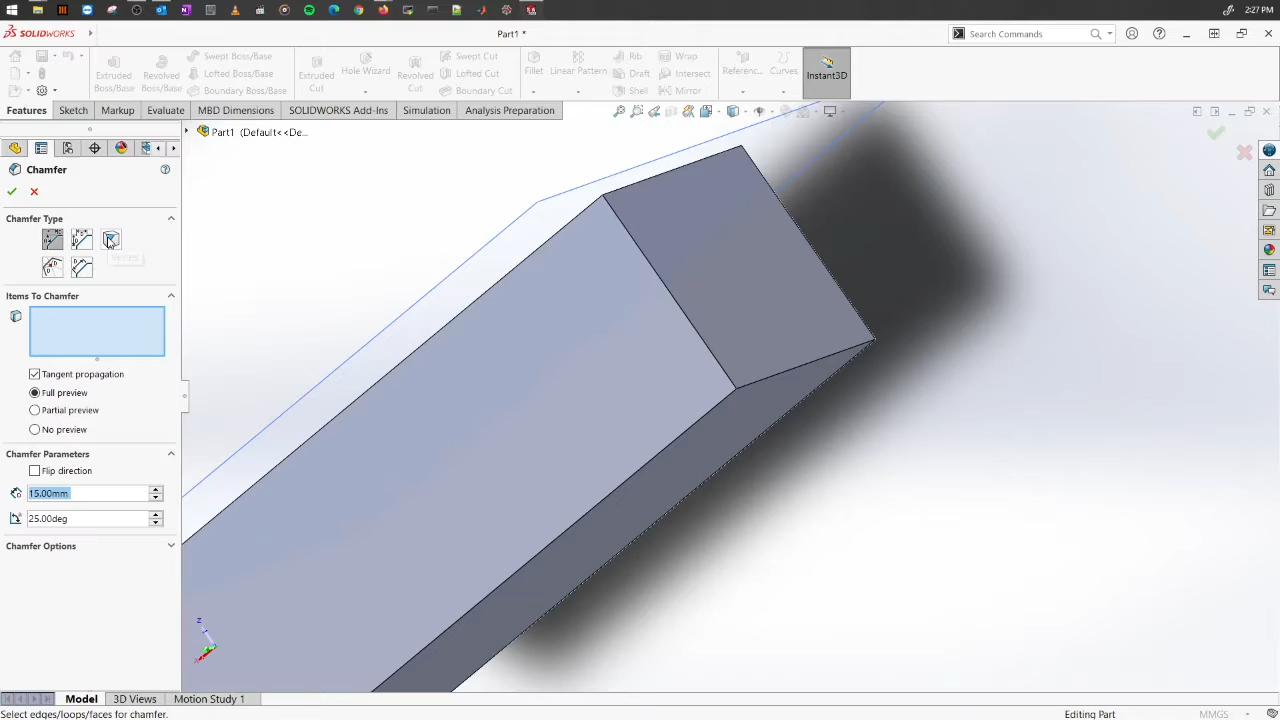 2:27 PM
SOLIDWORKS
Part1 *
Search Commands
Extruded Boss/Base
Revolved Boss/Base
Swept Boss/Base
Lofted Boss/Base
Boundary Boss/Base
Extruded Cut
Hole Wizard
Revolved Cut
Swept Cut
Lofted Cut
Boundary Cut
Fillet
Linear Pattern
Rib
Draft
Shell
Wrap
Intersect
Mirror
Referenc...
Curves
Instant3D
Features
Sketch
Markup
Evaluate
MBD Dimensions
SOLIDWORKS Add-Ins
Simulation
Analysis Preparation
Part1 (Default<<De...
Chamfer
Chamfer Type
Vertex
Items To Chamfer
Tangent propagation
Full preview
Partial preview
No preview
Chamfer Parameters
Flip direction
15.00mm
25.00deg
Chamfer Options
Z
Model
3D Views
Motion Study 1
Select edges/loops/faces for chamfer.
Editing Part
MMGS